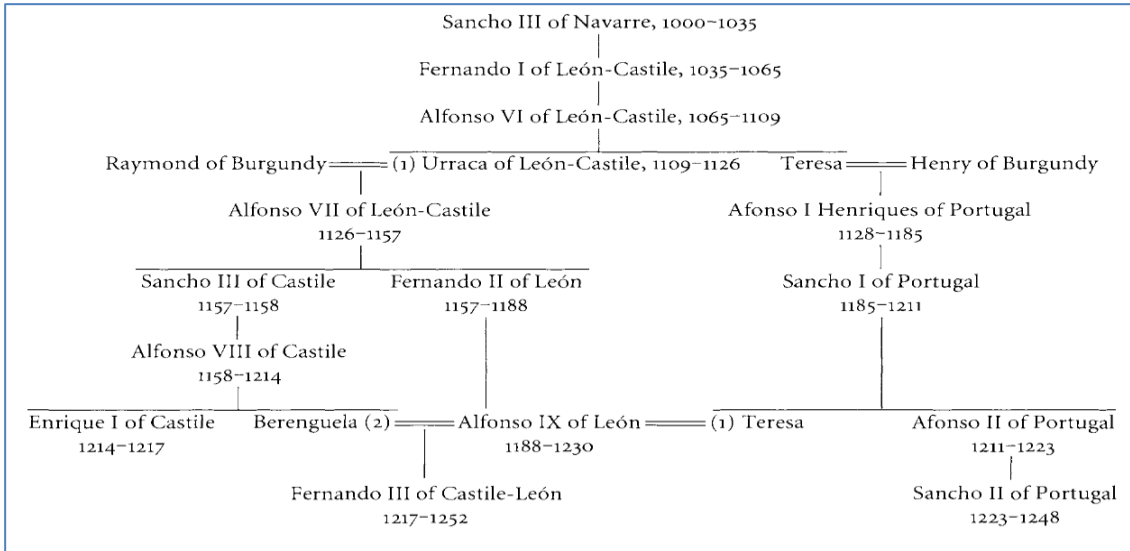 Sancho III of Navarre, 1000–1035
Fernando I of León-Castile, 1035–1065
Alfonso VI of León-Castile, 1065–1109
Raymond of Burgundy (1) Urraca of León-Castile, 1109–1126 Teresa Henry of Burgundy
Alfonso VII of León-Castile Afonso I Henriques of Portugal
1126–1157 1128–1185
Sancho III of Castile Fernando II of León Sancho I of Portugal
1157–1158 1157–1188 1185–1211
Alfonso VIII of Castile
1158–1214
Enrique I of Castile Berenguela (2) Alfonso IX of León (1) Teresa Afonso II of Portugal
1214–1217 1188–1230 1211–1223
Fernando III of Castile-León Sancho II of Portugal
1217–1252 1223–1248